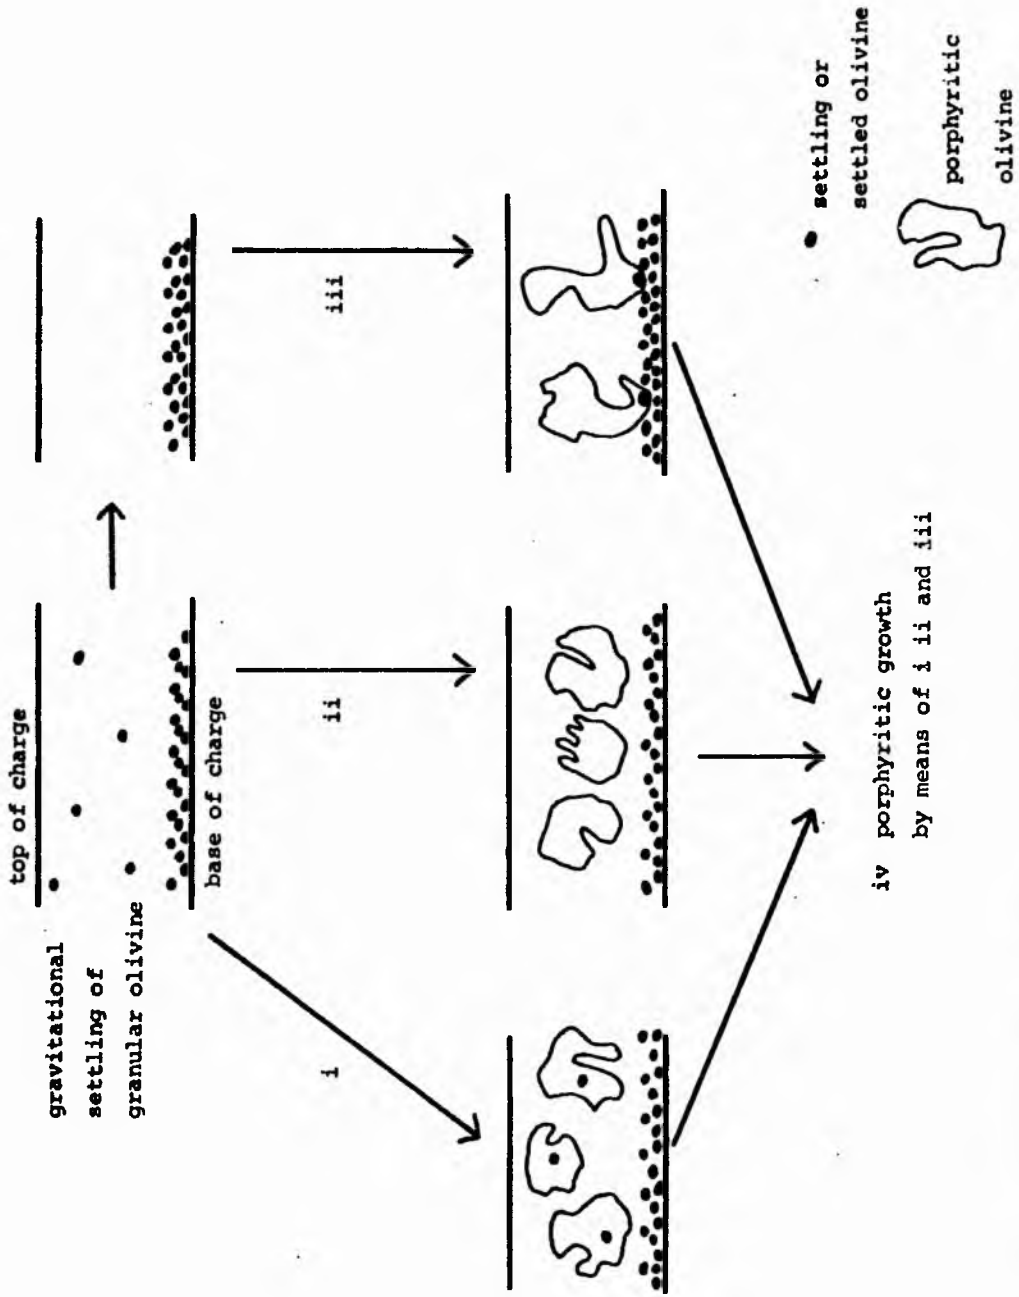 top of charge
gravitational
settling of
granular olivine
base of charge
i
ii
iii
iv porphyritic growth
by means of i ii and iii
settling or
settled olivine
porphyritic
olivine